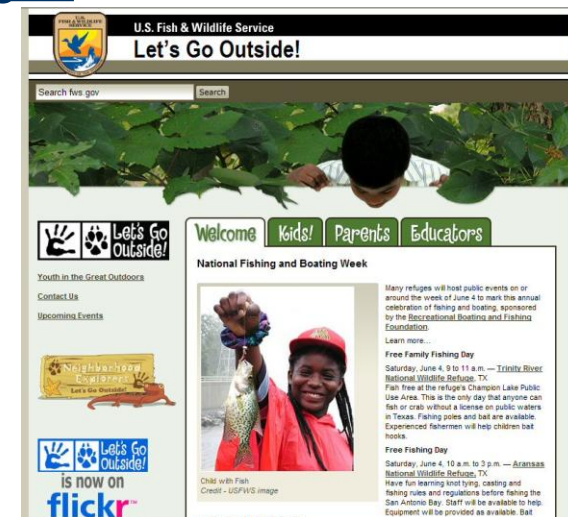 U.S. Fish & Wildlife Service
Let's Go Outside!
Search fws.gov
Search
Let's Go
Outside!
Youth in the Great Outdoors
Contact Us
Upcoming Events
Neighborhood
Explorers
Let's Go Outside!
Let's Go
Outside!
is now on
flickr
Welcome
Kids!
Parents
Educators
National Fishing and Boating Week
Child with Fish
Credit - USFWS image
Many refuges will host public events on or
around the week of June 4 to mark this annual
celebration of fishing and boating, sponsored
by the Recreational Boating and Fishing
Foundation.
Learn more...
Free Family Fishing Day
Saturday, June 4, 9 to 11 a.m. — Trinity River
National Wildlife Refuge, TX
Fish free at the refuge's Champion Lake Public
Use Area. This is the only day that anyone can
fish or crab without a license on public waters
in Texas. Fishing poles and bait are available.
Experienced fishermen will help children bait
hooks.
Free Fishing Day
Saturday, June 4, 10 a.m. to 3 p.m. — Aransas
National Wildlife Refuge, TX
Have fun learning knot tying, casting and
fishing rules and regulations before fishing the
San Antonio Bay. Staff will be available to help.
Equipment will be provided as available. Bait